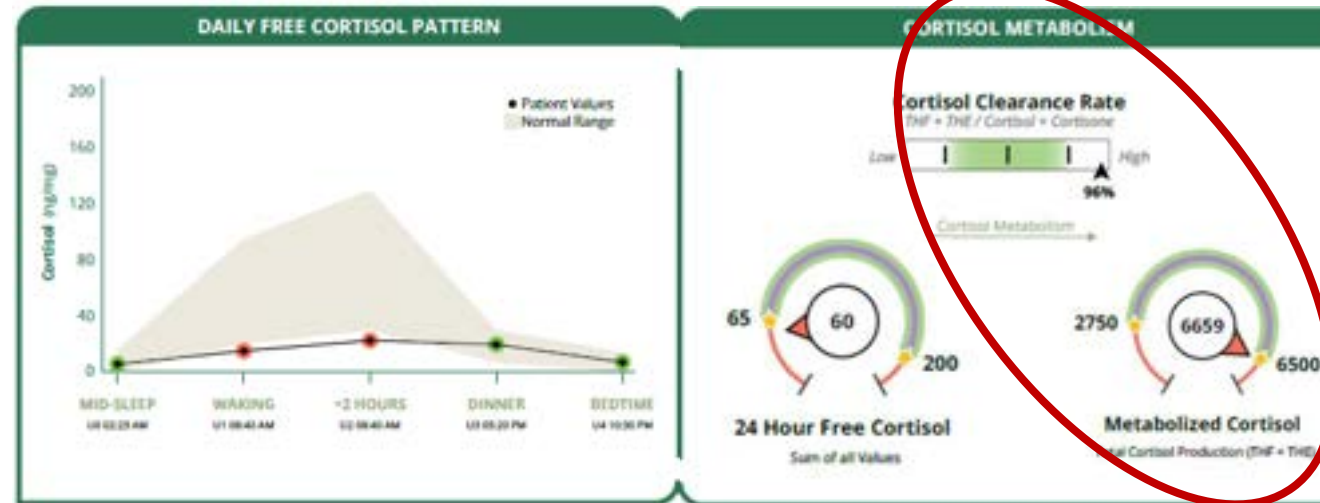 DAILY FREE CORTISOL PATTERN
200
160
120
80
40
0
Cortisol (ng/mg)
Patient Values
Normal Range
MID-SLEEP
WAKING
+2 HOURS
DINNER
BEDTIME
CORTISOL METABOLISM
Cortisol Clearance Rate
THF + THE / Cortisol + Cortisone
Low
High
96%
Cortisol Metabolism
65
60
200
24 Hour Free Cortisol
Sum of all Values
2750
6659
6500
Metabolized Cortisol
Total Cortisol Production (THF + THE)